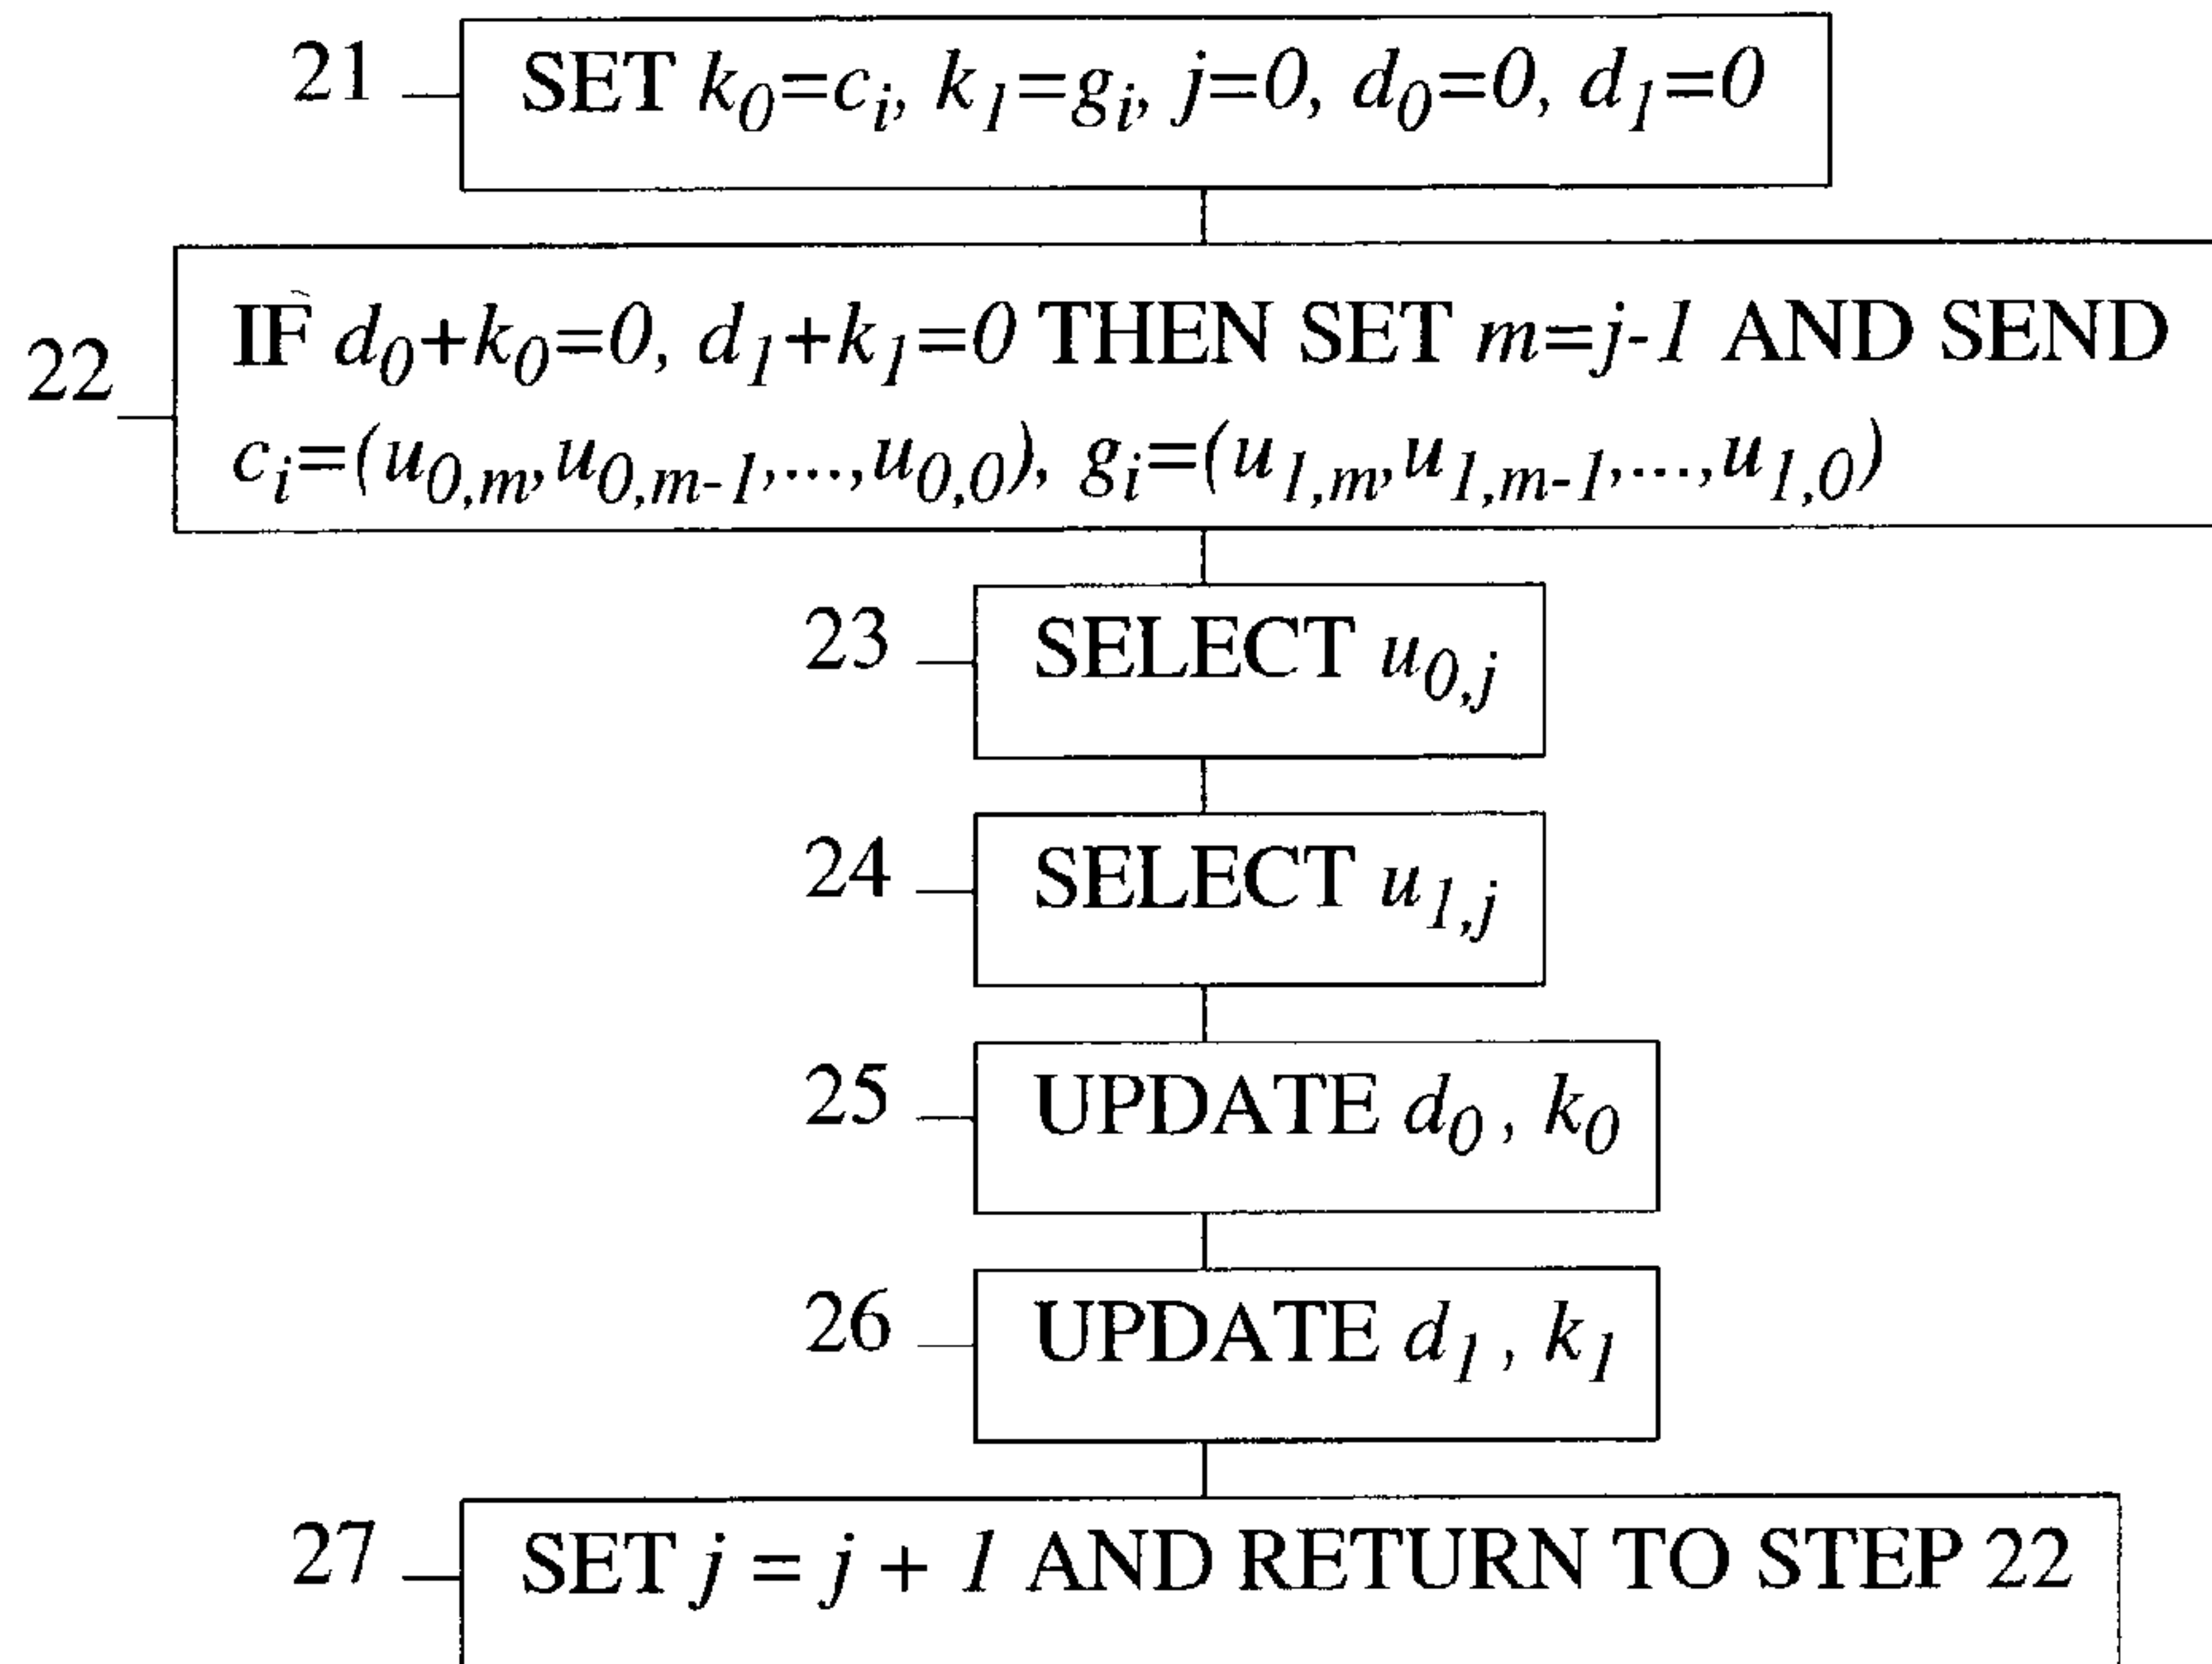 21 SET k₀=cᵢ, k₁=gᵢ, j=0, d₀=0, d₁=0
22 IF d₀+k₀=0, d₁+k₁=0 THEN SET m=j-1 AND SEND
cᵢ=(u₀,ₘ,u₀,ₘ₋₁,...,u₀,₀), gᵢ=(u₁,ₘ,u₁,ₘ₋₁,...,u₁,₀)
23 SELECT u₀,ⱼ
24 SELECT u₁,ⱼ
25 UPDATE d₀, k₀
26 UPDATE d₁, k₁
27 SET j = j + 1 AND RETURN TO STEP 22